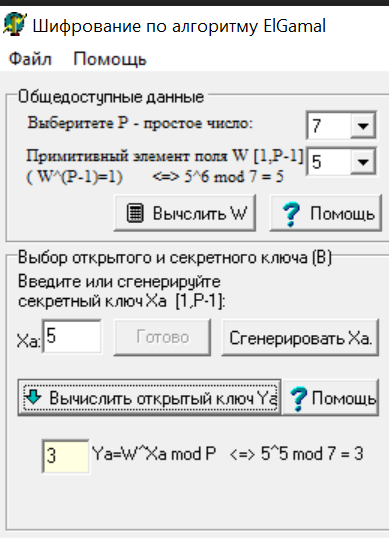 Шифрование по алгоритму ElGamal
Файл Помощь
Общедоступные данные
Выберитете P - простое число: 7
Примитивный элемент поля W [1,P-1] 5
( W^(P-1)=1) <=> 5^6 mod 7 = 5
Вычслить W Помощь
Выбор открытого и секретного ключа (В)
Введите или сгенерируйте
секретный ключ Xa [1,P-1]:
Xa: 5 Готово Сгенерировать Xa.
Вычислить открытый ключ Ya Помощь
3 Ya=W^Xa mod P <=> 5^5 mod 7 = 3